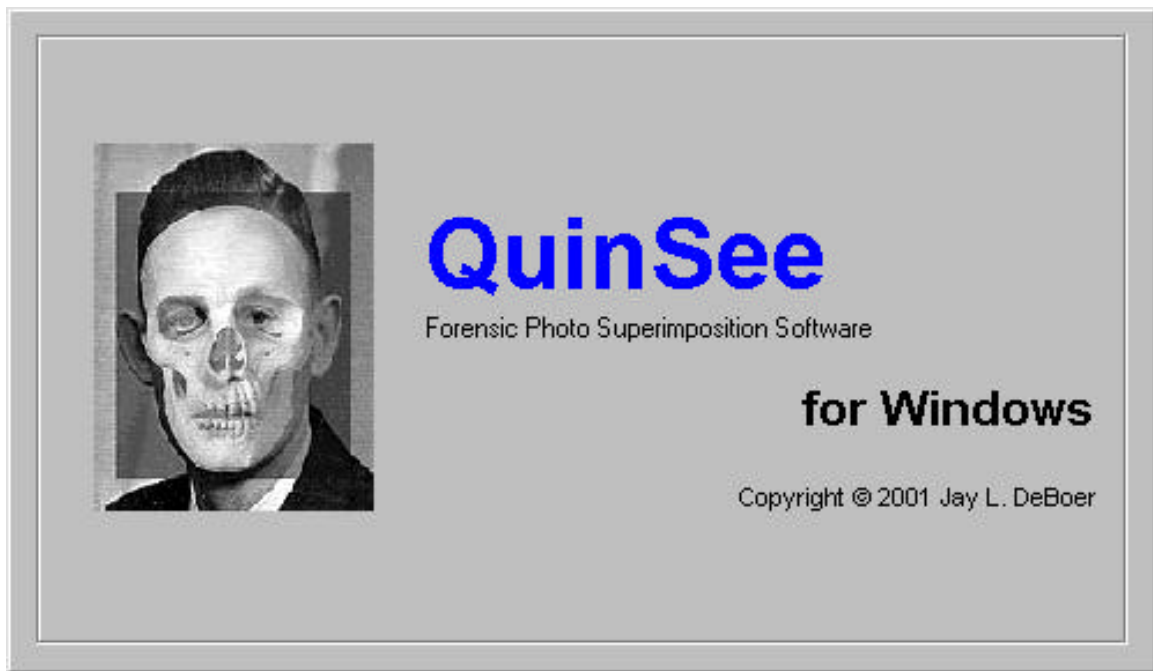 QuinSee
Forensic Photo Superimposition Software
for Windows
Copyright © 2001 Jay L. DeBoer